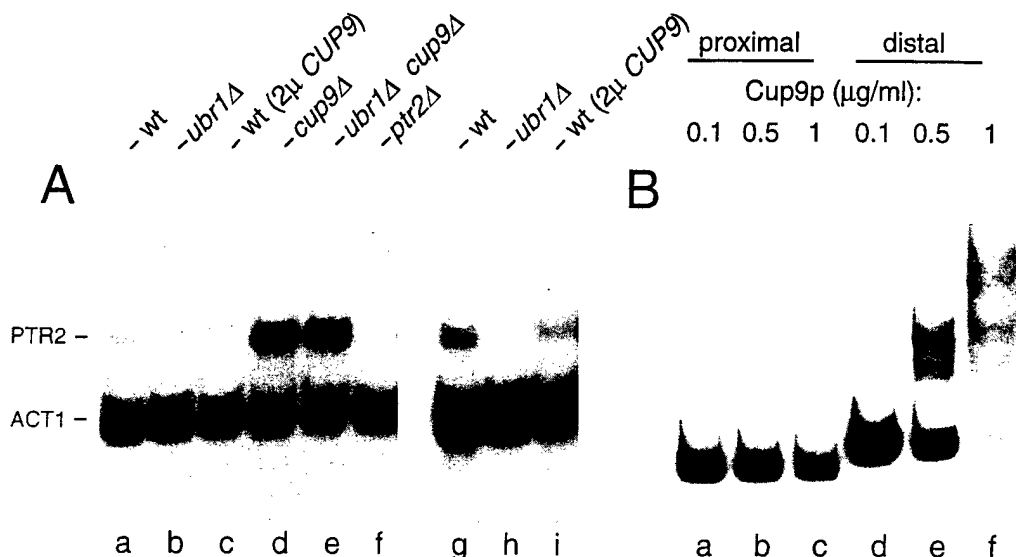 A
-wt
-ubr1Δ
-wt (2μ CUP9)
-cup9Δ
-ubr1Δ cup9Δ
-ptr2Δ
-wt
-ubr1Δ
-wt (2μ CUP9)
PTR2 –
ACT1 –
a b c d e f g h i
B
proximal distal
Cup9p (μg/ml):
0.1 0.5 1 0.1 0.5 1
a b c d e f